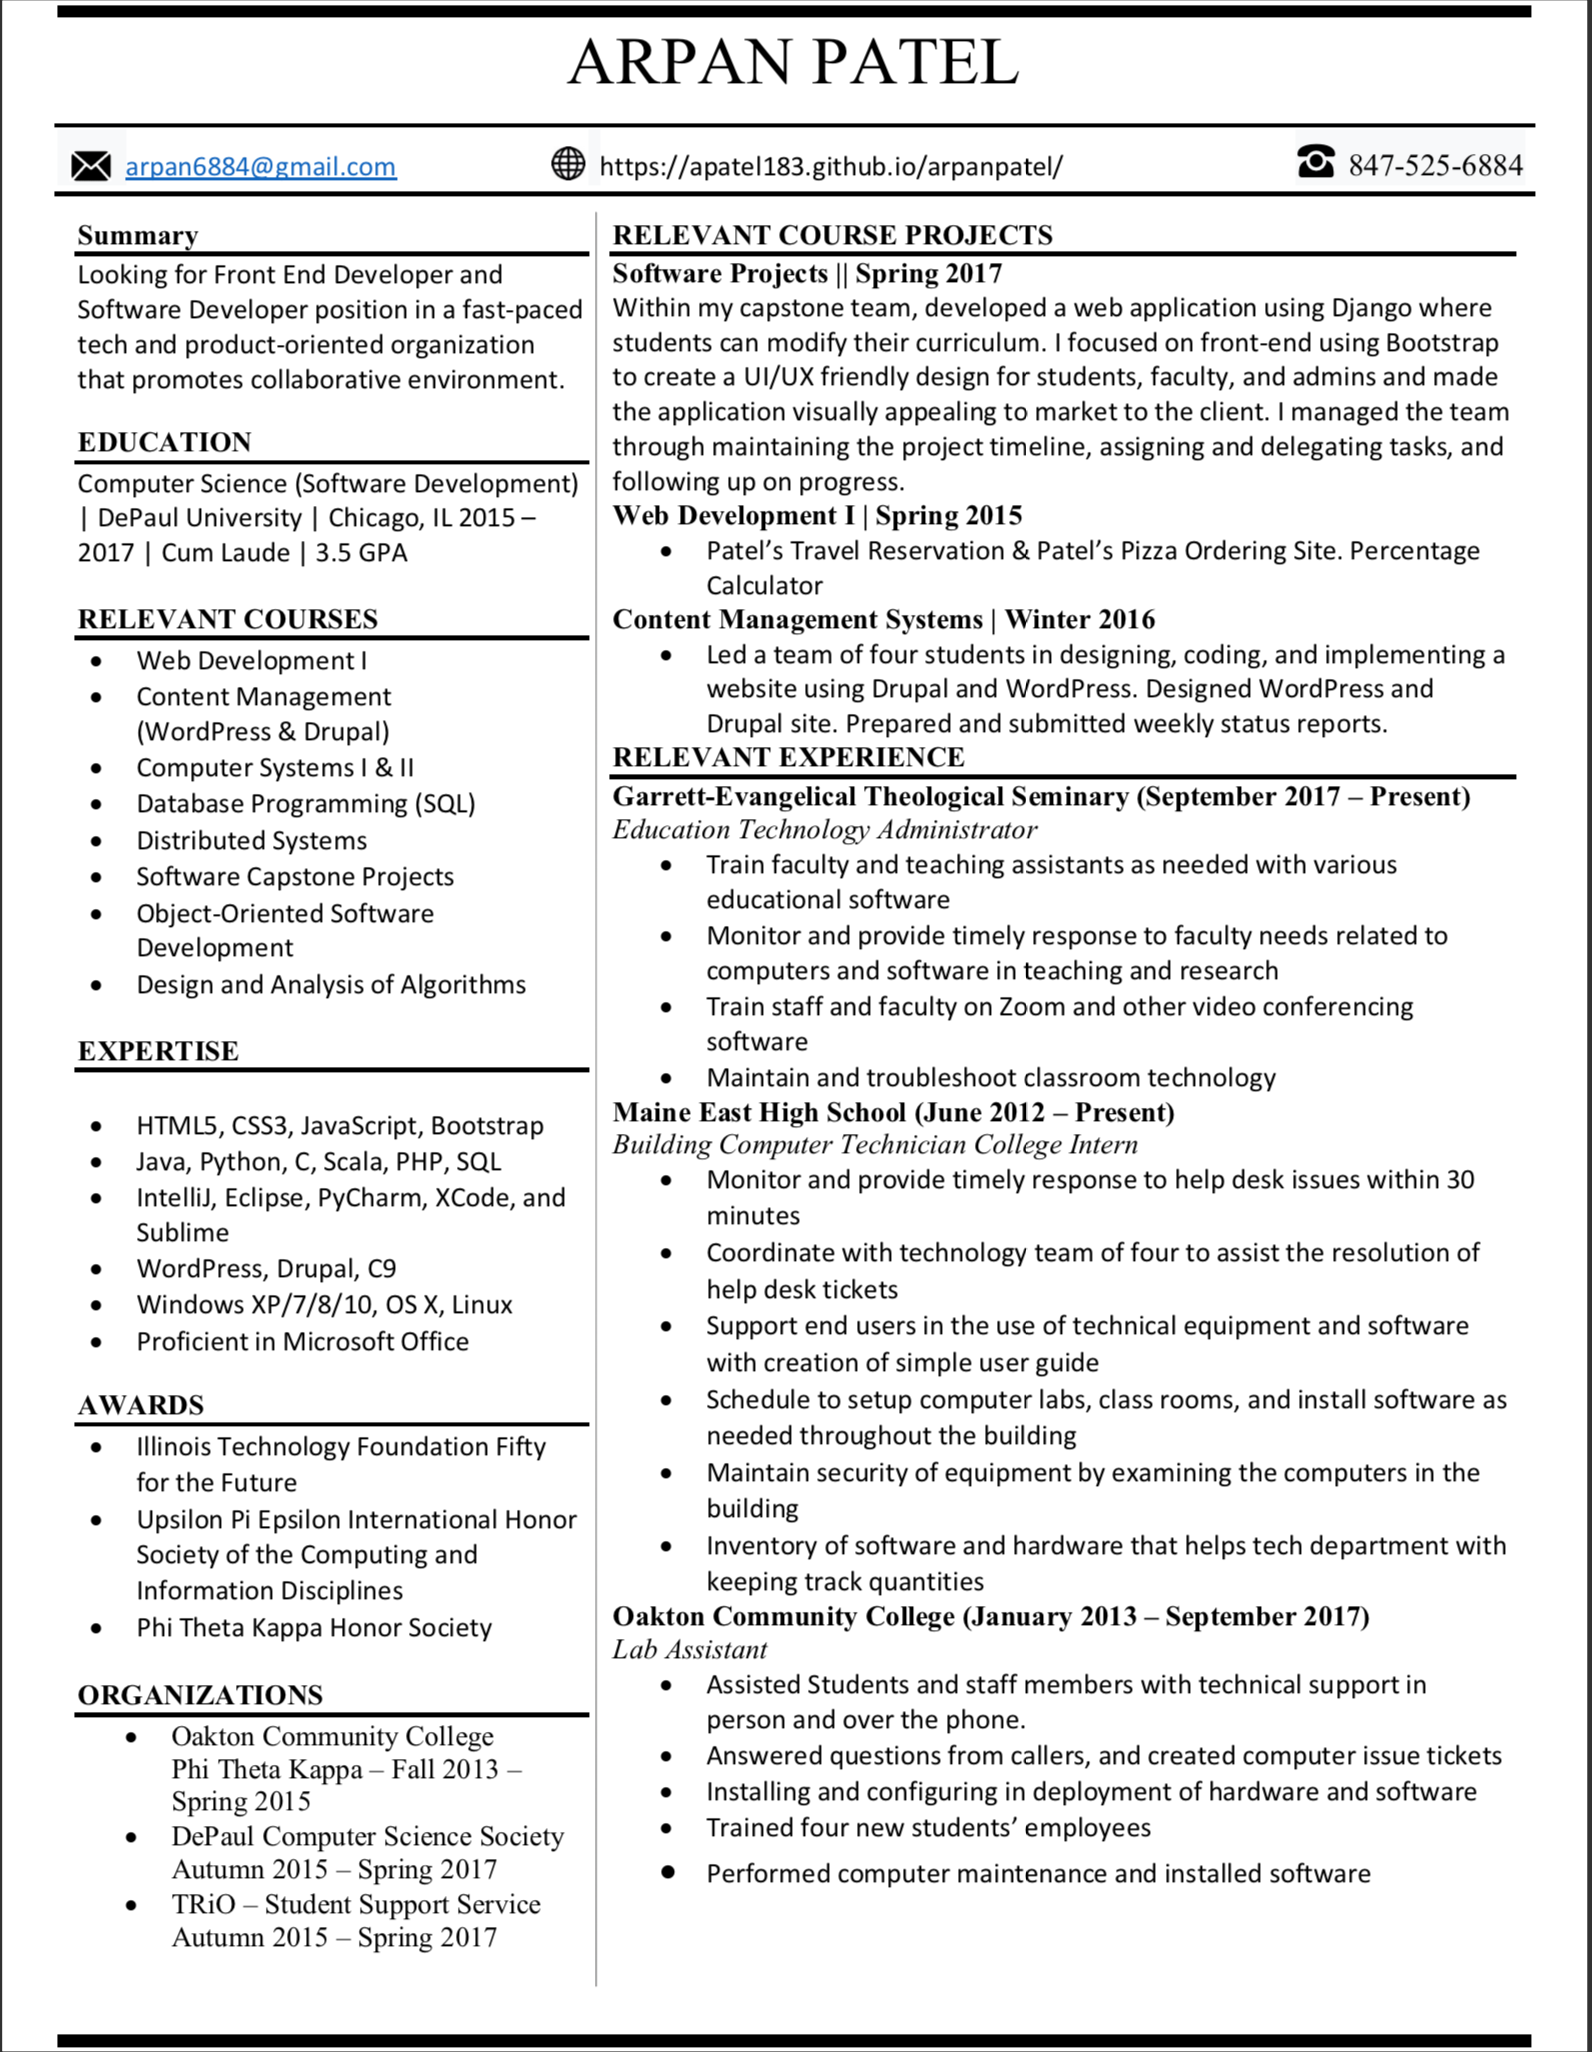 ARPAN PATEL
arpan6884@gmail.com
https://apatel183.github.io/arpanpatel/
847-525-6884
Summary
Looking for Front End Developer and
Software Developer position in a fast-paced
tech and product-oriented organization
that promotes collaborative environment.
EDUCATION
Computer Science (Software Development)
| DePaul University | Chicago, IL 2015 –
2017 | Cum Laude | 3.5 GPA
RELEVANT COURSES
• Web Development I
• Content Management
(WordPress & Drupal)
• Computer Systems I & II
• Database Programming (SQL)
• Distributed Systems
• Software Capstone Projects
• Object-Oriented Software
Development
• Design and Analysis of Algorithms
EXPERTISE
• HTML5, CSS3, JavaScript, Bootstrap
• Java, Python, C, Scala, PHP, SQL
• IntelliJ, Eclipse, PyCharm, XCode, and
Sublime
• WordPress, Drupal, C9
• Windows XP/7/8/10, OS X, Linux
• Proficient in Microsoft Office
AWARDS
• Illinois Technology Foundation Fifty
for the Future
• Upsilon Pi Epsilon International Honor
Society of the Computing and
Information Disciplines
• Phi Theta Kappa Honor Society
ORGANIZATIONS
• Oakton Community College
Phi Theta Kappa – Fall 2013 –
Spring 2015
• DePaul Computer Science Society
Autumn 2015 – Spring 2017
• TRiO – Student Support Service
Autumn 2015 – Spring 2017
RELEVANT COURSE PROJECTS
Software Projects || Spring 2017
Within my capstone team, developed a web application using Django where
students can modify their curriculum. I focused on front-end using Bootstrap
to create a UI/UX friendly design for students, faculty, and admins and made
the application visually appealing to market to the client. I managed the team
through maintaining the project timeline, assigning and delegating tasks, and
following up on progress.
Web Development I | Spring 2015
• Patel’s Travel Reservation & Patel’s Pizza Ordering Site. Percentage
Calculator
Content Management Systems | Winter 2016
• Led a team of four students in designing, coding, and implementing a
website using Drupal and WordPress. Designed WordPress and
Drupal site. Prepared and submitted weekly status reports.
RELEVANT EXPERIENCE
Garrett-Evangelical Theological Seminary (September 2017 – Present)
Education Technology Administrator
• Train faculty and teaching assistants as needed with various
educational software
• Monitor and provide timely response to faculty needs related to
computers and software in teaching and research
• Train staff and faculty on Zoom and other video conferencing
software
• Maintain and troubleshoot classroom technology
Maine East High School (June 2012 – Present)
Building Computer Technician College Intern
• Monitor and provide timely response to help desk issues within 30
minutes
• Coordinate with technology team of four to assist the resolution of
help desk tickets
• Support end users in the use of technical equipment and software
with creation of simple user guide
• Schedule to setup computer labs, class rooms, and install software as
needed throughout the building
• Maintain security of equipment by examining the computers in the
building
• Inventory of software and hardware that helps tech department with
keeping track quantities
Oakton Community College (January 2013 – September 2017)
Lab Assistant
• Assisted Students and staff members with technical support in
person and over the phone.
• Answered questions from callers, and created computer issue tickets
• Installing and configuring in deployment of hardware and software
• Trained four new students’ employees
• Performed computer maintenance and installed software